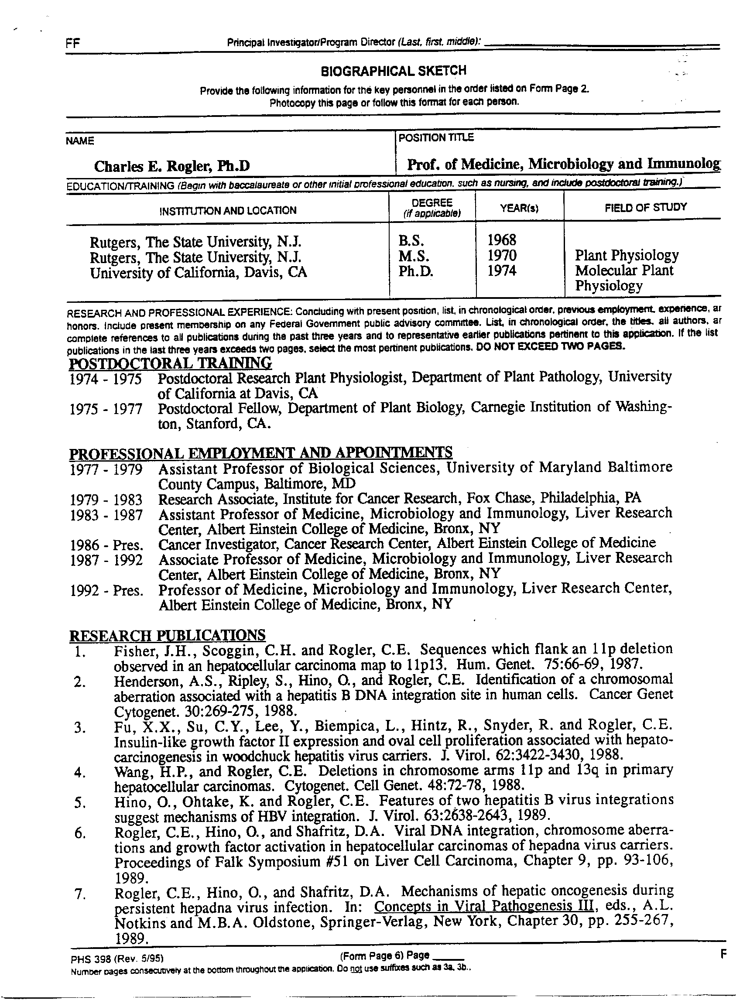 FF
Principal Investigator/Program Director (Last, first, middle):
BIOGRAPHICAL SKETCH
Provide the following information for the key personnel in the order listed on Form Page 2.
Photocopy this page or follow this format for each person.
NAME
POSITION TITLE
Charles E. Rogler, Ph.D
Prof. of Medicine, Microbiology and Immunolog
EDUCATION/TRAINING (Begin with baccalaureate or other initial professional education, such as nursing, and include postdoctoral training.)
INSTITUTION AND LOCATION
DEGREE
(if applicable)
YEAR(s)
FIELD OF STUDY
Rutgers, The State University, N.J. B.S. 1968
Rutgers, The State University, N.J. M.S. 1970 Plant Physiology
University of California, Davis, CA Ph.D. 1974 Molecular Plant
Physiology
RESEARCH AND PROFESSIONAL EXPERIENCE: Concluding with present position, list, in chronological order, previous employment, experience, ar
honors. Include present membership on any Federal Government public advisory committee. List, in chronological order, the titles, all authors, ar
complete references to all publications during the past three years and to representative earlier publications pertinent to this application. If the list
publications in the last three years exceeds two pages, select the most pertinent publications. DO NOT EXCEED TWO PAGES.
POSTDOCTORAL TRAINING
1974 - 1975 Postdoctoral Research Plant Physiologist, Department of Plant Pathology, University
of California at Davis, CA
1975 - 1977 Postdoctoral Fellow, Department of Plant Biology, Carnegie Institution of Washing-
ton, Stanford, CA.
PROFESSIONAL EMPLOYMENT AND APPOINTMENTS
1977 - 1979 Assistant Professor of Biological Sciences, University of Maryland Baltimore
County Campus, Baltimore, MD
1979 - 1983 Research Associate, Institute for Cancer Research, Fox Chase, Philadelphia, PA
1983 - 1987 Assistant Professor of Medicine, Microbiology and Immunology, Liver Research
Center, Albert Einstein College of Medicine, Bronx, NY
1986 - Pres. Cancer Investigator, Cancer Research Center, Albert Einstein College of Medicine
1987 - 1992 Associate Professor of Medicine, Microbiology and Immunology, Liver Research
Center, Albert Einstein College of Medicine, Bronx, NY
1992 - Pres. Professor of Medicine, Microbiology and Immunology, Liver Research Center,
Albert Einstein College of Medicine, Bronx, NY
RESEARCH PUBLICATIONS
1. Fisher, J.H., Scoggin, C.H. and Rogler, C.E. Sequences which flank an 11p deletion
observed in an hepatocellular carcinoma map to 11p13. Hum. Genet. 75:66-69, 1987.
2. Henderson, A.S., Ripley, S., Hino, O., and Rogler, C.E. Identification of a chromosomal
aberration associated with a hepatitis B DNA integration site in human cells. Cancer Genet
Cytogenet. 30:269-275, 1988.
3. Fu, X.X., Su, C.Y., Lee, Y., Biempica, L., Hintz, R., Snyder, R. and Rogler, C.E.
Insulin-like growth factor II expression and oval cell proliferation associated with hepato-
carcinogenesis in woodchuck hepatitis virus carriers. J. Virol. 62:3422-3430, 1988.
4. Wang, H.P., and Rogler, C.E. Deletions in chromosome arms 11p and 13q in primary
hepatocellular carcinomas. Cytogenet. Cell Genet. 48:72-78, 1988.
5. Hino, O., Ohtake, K. and Rogler, C.E. Features of two hepatitis B virus integrations
suggest mechanisms of HBV integration. J. Virol. 63:2638-2643, 1989.
6. Rogler, C.E., Hino, O., and Shafritz, D.A. Viral DNA integration, chromosome aberra-
tions and growth factor activation in hepatocellular carcinomas of hepadna virus carriers.
Proceedings of Falk Symposium #51 on Liver Cell Carcinoma, Chapter 9, pp. 93-106,
1989.
7. Rogler, C.E., Hino, O., and Shafritz, D.A. Mechanisms of hepatic oncogenesis during
persistent hepadna virus infection. In: Concepts in Viral Pathogenesis III, eds., A.L.
Notkins and M.B.A. Oldstone, Springer-Verlag, New York, Chapter 30, pp. 255-267,
1989.
PHS 398 (Rev. 5/95) (Form Page 6) Page F
Number pages consecutively at the bottom throughout the application. Do not use suffixes such as 3a, 3b..